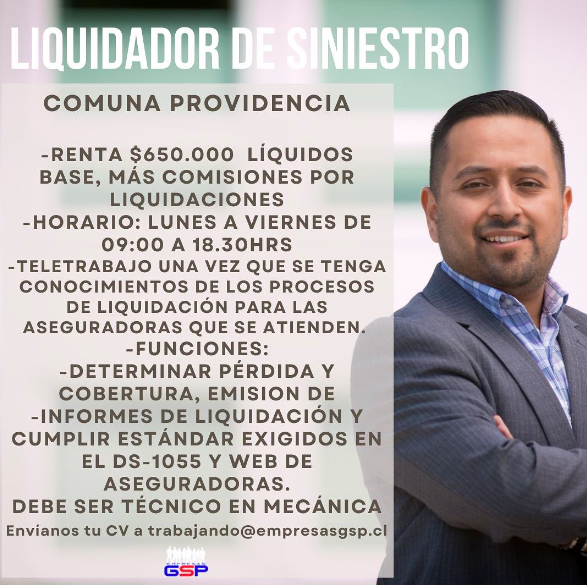 LIQUIDADOR DE SINIESTRO
COMUNA PROVIDENCIA
-RENTA $650.000 LÍQUIDOS
BASE, MÁS COMISIONES POR
LIQUIDACIONES
-HORARIO: LUNES A VIERNES DE
09:00 A 18.30HRS
-TELETRABAJO UNA VEZ QUE SE TENGA
CONOCIMIENTOS DE LOS PROCESOS
DE LIQUIDACIÓN PARA LAS
ASEGURADORAS QUE SE ATIENDEN.
-FUNCIONES:
-DETERMINAR PÉRDIDA Y
COBERTURA, EMISION DE
-INFORMES DE LIQUIDACIÓN Y
CUMPLIR ESTÁNDAR EXIGIDOS EN
EL DS-1055 Y WEB DE
ASEGURADORAS.
DEBE SER TÉCNICO EN MECÁNICA
Envíanos tu CV a trabajando@empresasgsp.cl
EMPRESAS
GSP